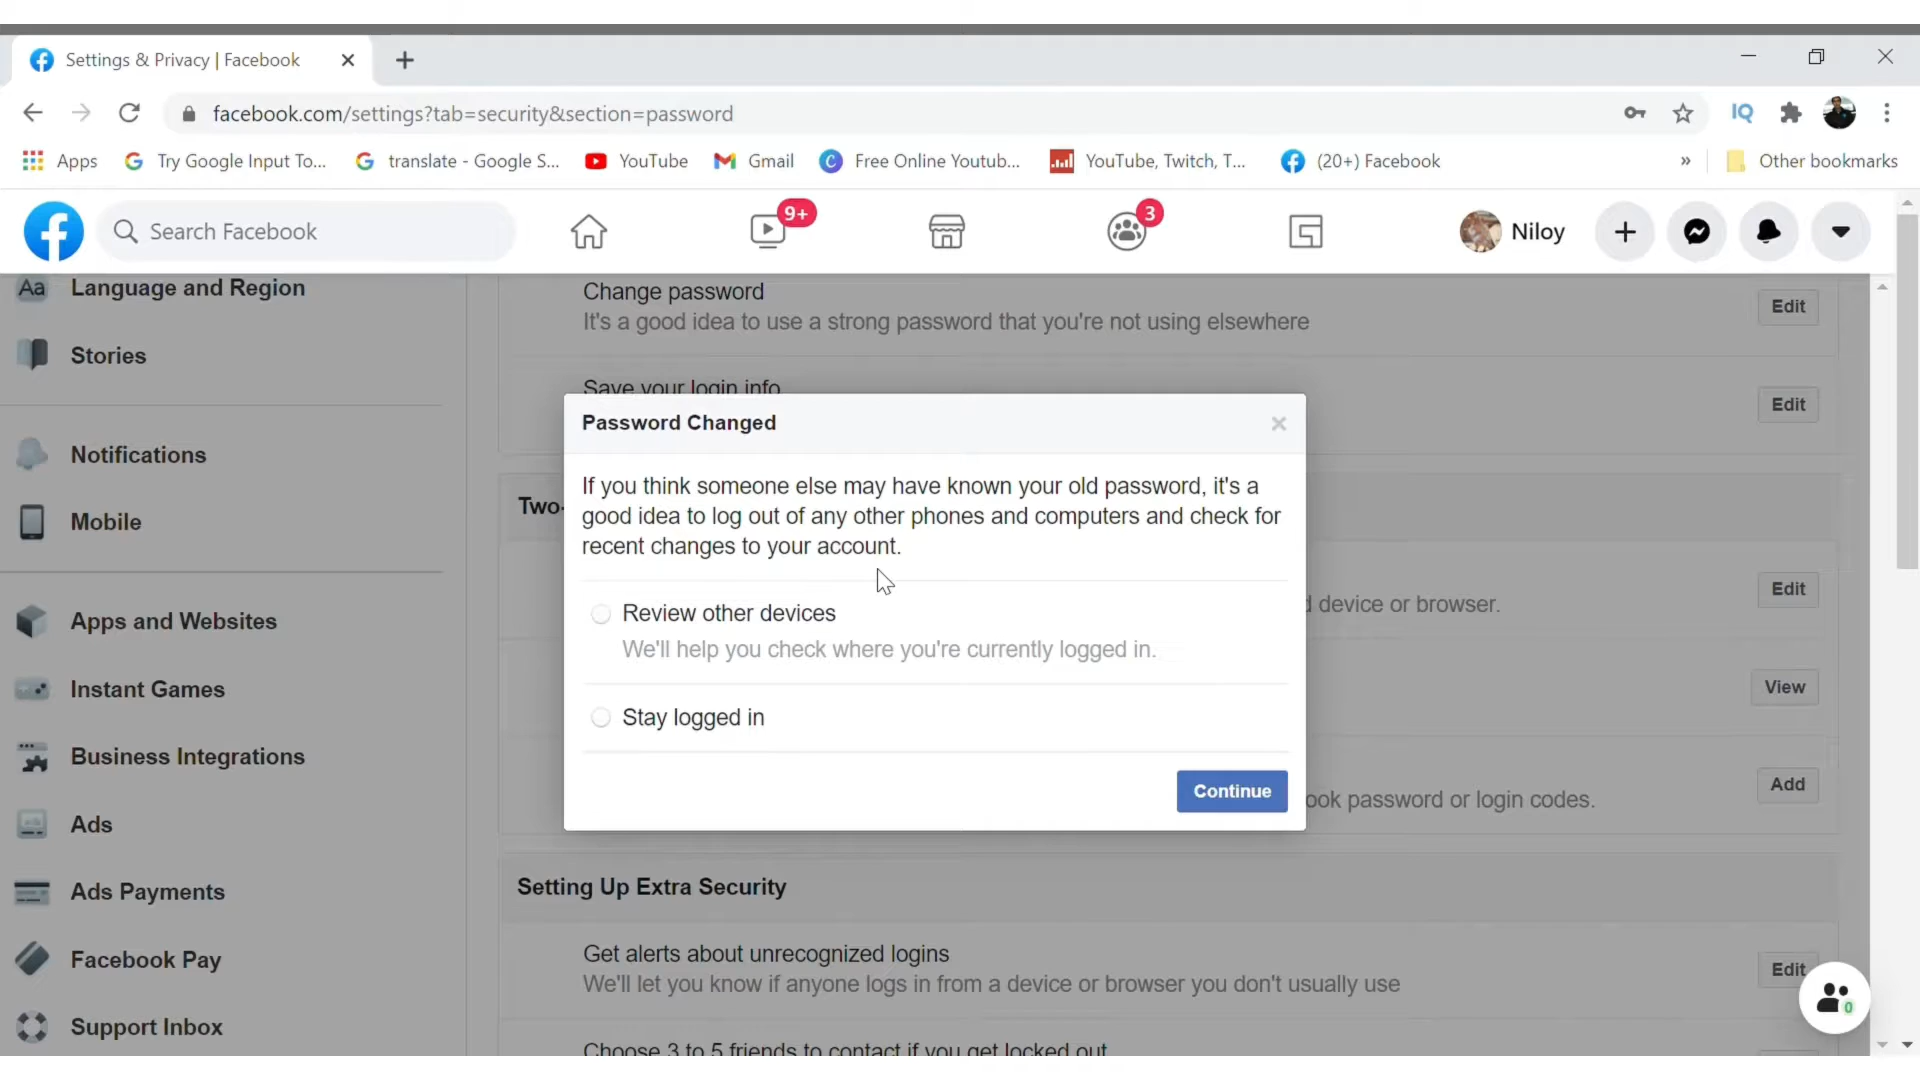 Settings & Privacy | Facebook
facebook.com/settings?tab=security&section=password
IQ
Apps
Try Google Input To...
translate - Google S...
YouTube
Gmail
Free Online Youtub...
YouTube, Twitch, T...
(20+) Facebook
»
Other bookmarks
Search Facebook
9+
3
Niloy
Aa
Language and Region
Stories
Notifications
Mobile
Apps and Websites
Instant Games
Business Integrations
Ads
Ads Payments
Facebook Pay
Support Inbox
Change password
It's a good idea to use a strong password that you're not using elsewhere
Edit
Save your login info
Edit
Password Changed
If you think someone else may have known your old password, it's a
good idea to log out of any other phones and computers and check for
recent changes to your account.
Review other devices
We'll help you check where you're currently logged in.
Stay logged in
Continue
Two-
d device or browser.
Edit
View
ook password or login codes.
Add
Setting Up Extra Security
Get alerts about unrecognized logins
We'll let you know if anyone logs in from a device or browser you don't usually use
Edit
0
Choose 3 to 5 friends to contact if you get locked out